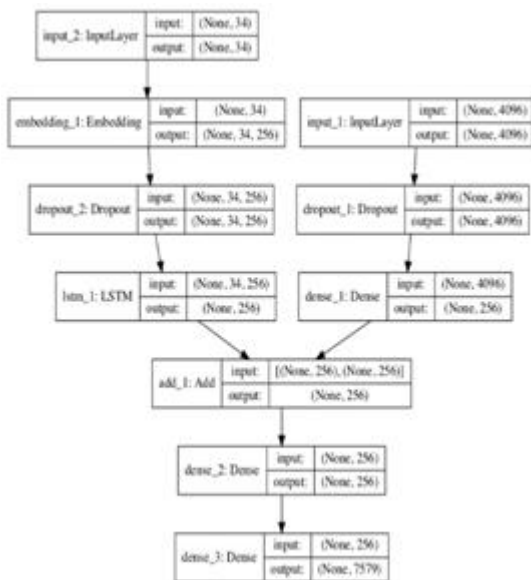 input_2: InputLayer
input: (None, 34)
output: (None, 34)
embedding_1: Embedding
input: (None, 34)
output: (None, 34, 256)
input_1: InputLayer
input: (None, 4096)
output: (None, 4096)
dropout_2: Dropout
input: (None, 34, 256)
output: (None, 34, 256)
dropout_1: Dropout
input: (None, 4096)
output: (None, 4096)
lstm_1: LSTM
input: (None, 34, 256)
output: (None, 256)
dense_1: Dense
input: (None, 4096)
output: (None, 256)
add_1: Add
input: [(None, 256), (None, 256)]
output: (None, 256)
dense_2: Dense
input: (None, 256)
output: (None, 256)
dense_3: Dense
input: (None, 256)
output: (None, 7579)